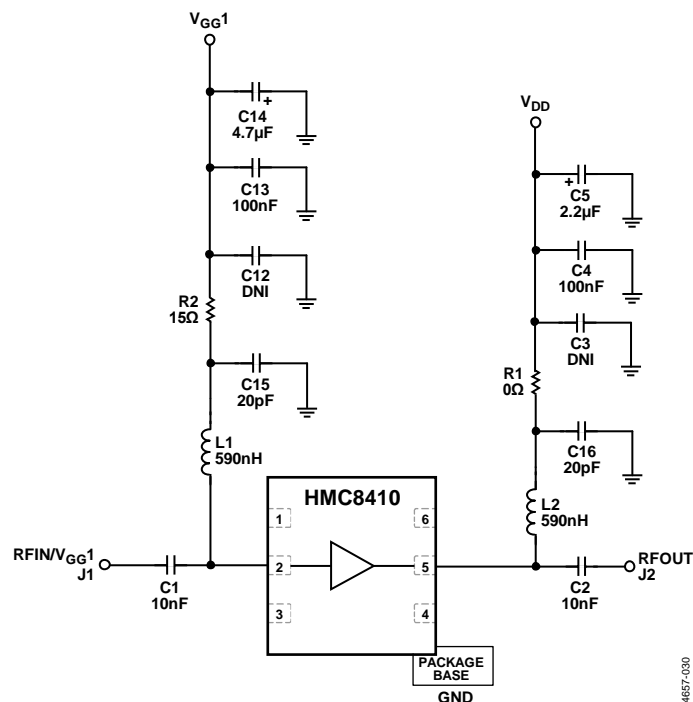 VGG1
C14
4.7µF
C13
100nF
C12
DNI
R2
15Ω
C15
20pF
L1
590nH
VDD
C5
2.2µF
C4
100nF
C3
DNI
R1
0Ω
C16
20pF
L2
590nH
HMC8410
1
2
3
6
5
4
RFIN/VGG1
J1
C1
10nF
RFOUT
J2
C2
10nF
PACKAGE
BASE
GND
4657-030